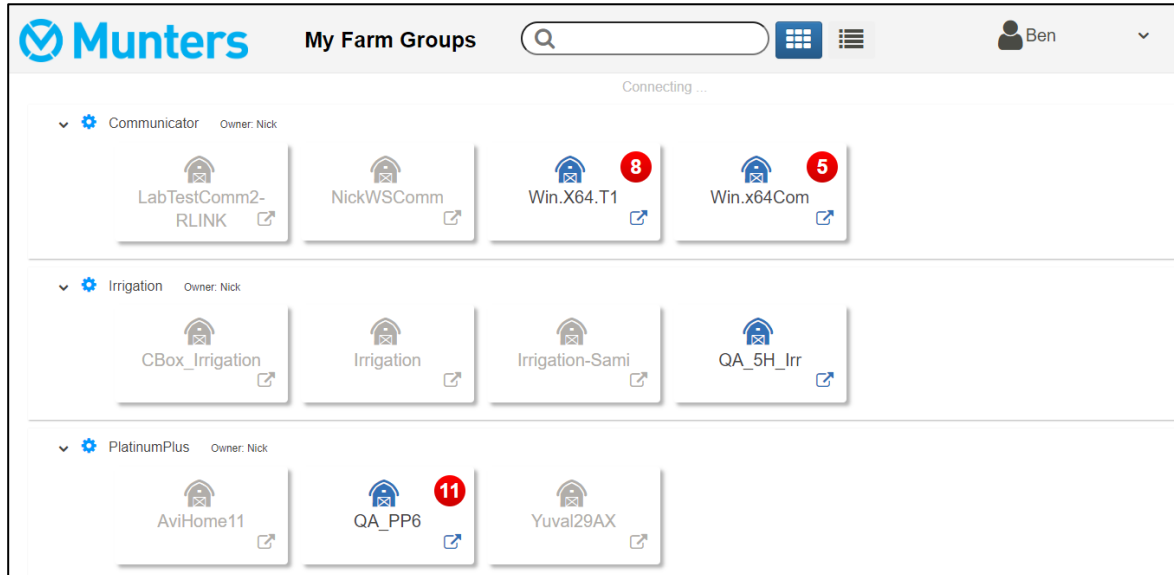 Munters My Farm Groups Ben
Connecting ...
Communicator Owner: Nick
8 5
LabTestComm2- NickWSComm Win.X64.T1 Win.x64Com
RLINK
Irrigation Owner: Nick
CBox_Irrigation Irrigation Irrigation-Sami QA_5H_Irr
PlatinumPlus Owner: Nick
11
AviHome11 QA_PP6 Yuval29AX